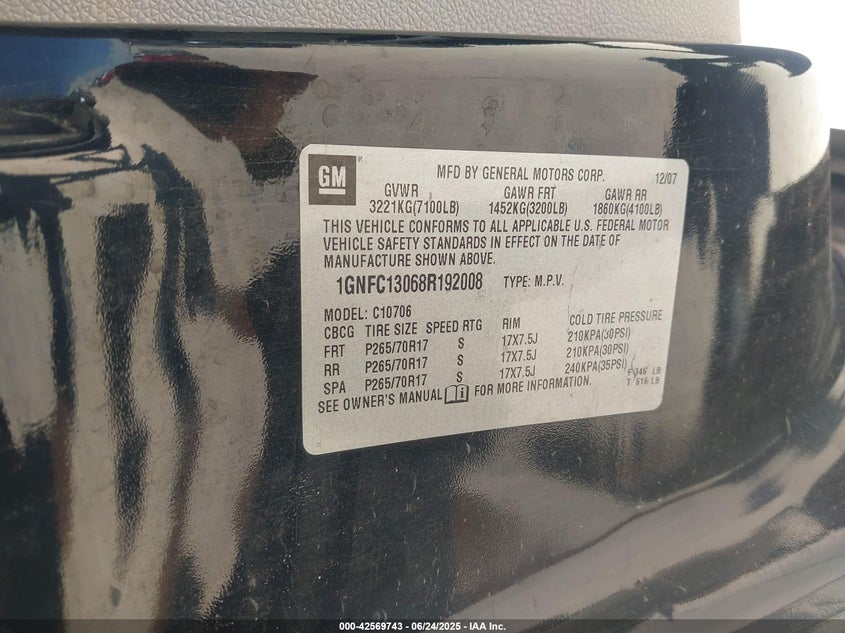 GM ®
MFD BY GENERAL MOTORS CORP. 12/07
GVWR GAWR FRT GAWR RR
3221KG(7100LB) 1452KG(3200LB) 1860KG(4100LB)
THIS VEHICLE CONFORMS TO ALL APPLICABLE U.S. FEDERAL MOTOR
VEHICLE SAFETY STANDARDS IN EFFECT ON THE DATE OF
MANUFACTURE SHOWN ABOVE.
1GNFC13068R192008 TYPE: M.P.V.
MODEL: C10706
CBCG TIRE SIZE SPEED RTG RIM COLD TIRE PRESSURE
FRT P265/70R17 S 17X7.5J 210KPA(30PSI)
RR P265/70R17 S 17X7.5J 210KPA(30PSI)
SPA P265/70R17 S 17X7.5J 240KPA(35PSI)
F 346 LB
T 616 LB
SEE OWNER'S MANUAL i FOR MORE INFORMATION.
000-42569743 - 06/24/2025 - IAA Inc.